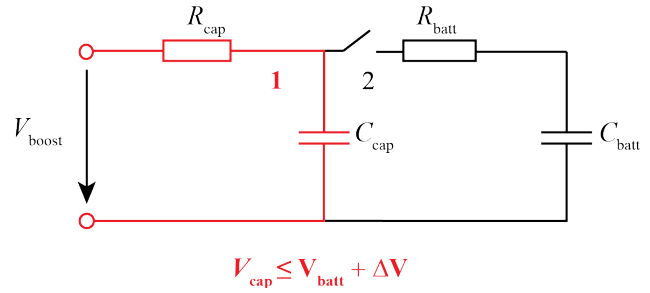 R_cap
R_batt
1
2
V_boost
C_cap
C_batt
V_cap ≤ V_batt + ΔV